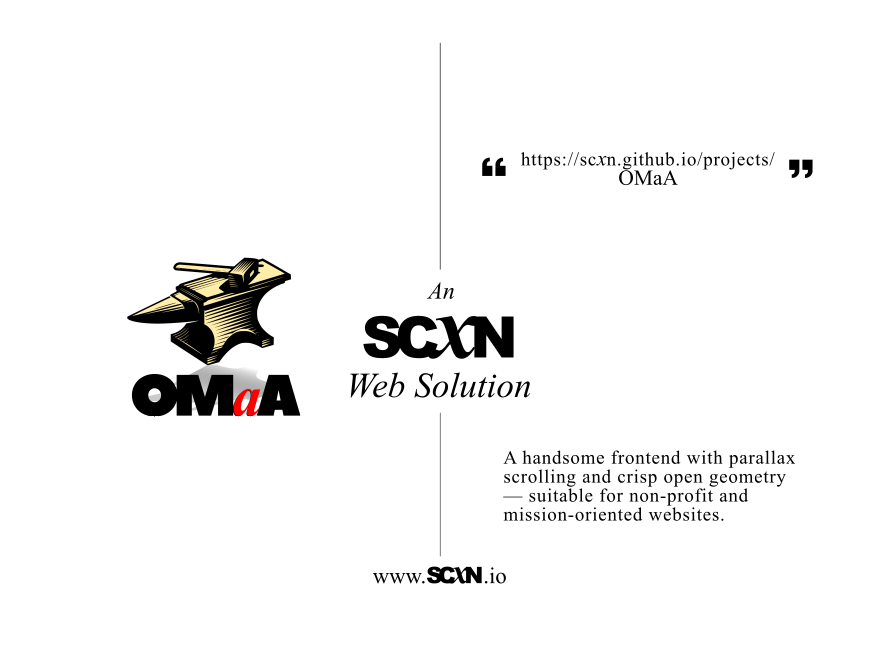 “ https://scxn.github.io/projects/ ”
OMaA
An
SCXN
Web Solution
OMaA
A handsome frontend with parallax
scrolling and crisp open geometry
— suitable for non-profit and
mission-oriented websites.
www.SCXN.io